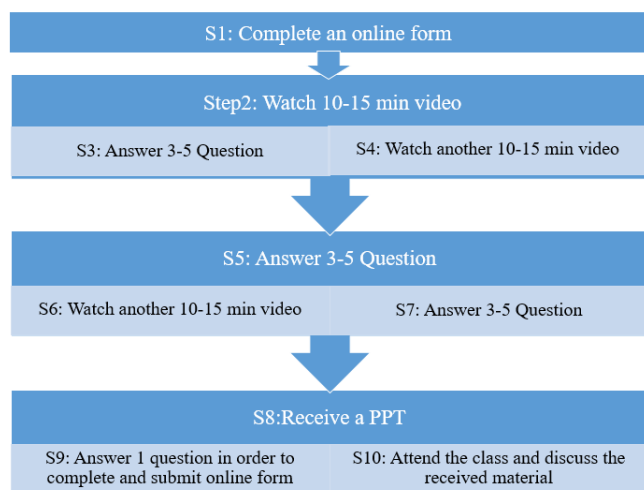 S1: Complete an online form
Step2: Watch 10-15 min video
S3: Answer 3-5 Question
S4: Watch another 10-15 min video
S5: Answer 3-5 Question
S6: Watch another 10-15 min video
S7: Answer 3-5 Question
S8:Receive a PPT
S9: Answer 1 question in order to
complete and submit online form
S10: Attend the class and discuss the
received material